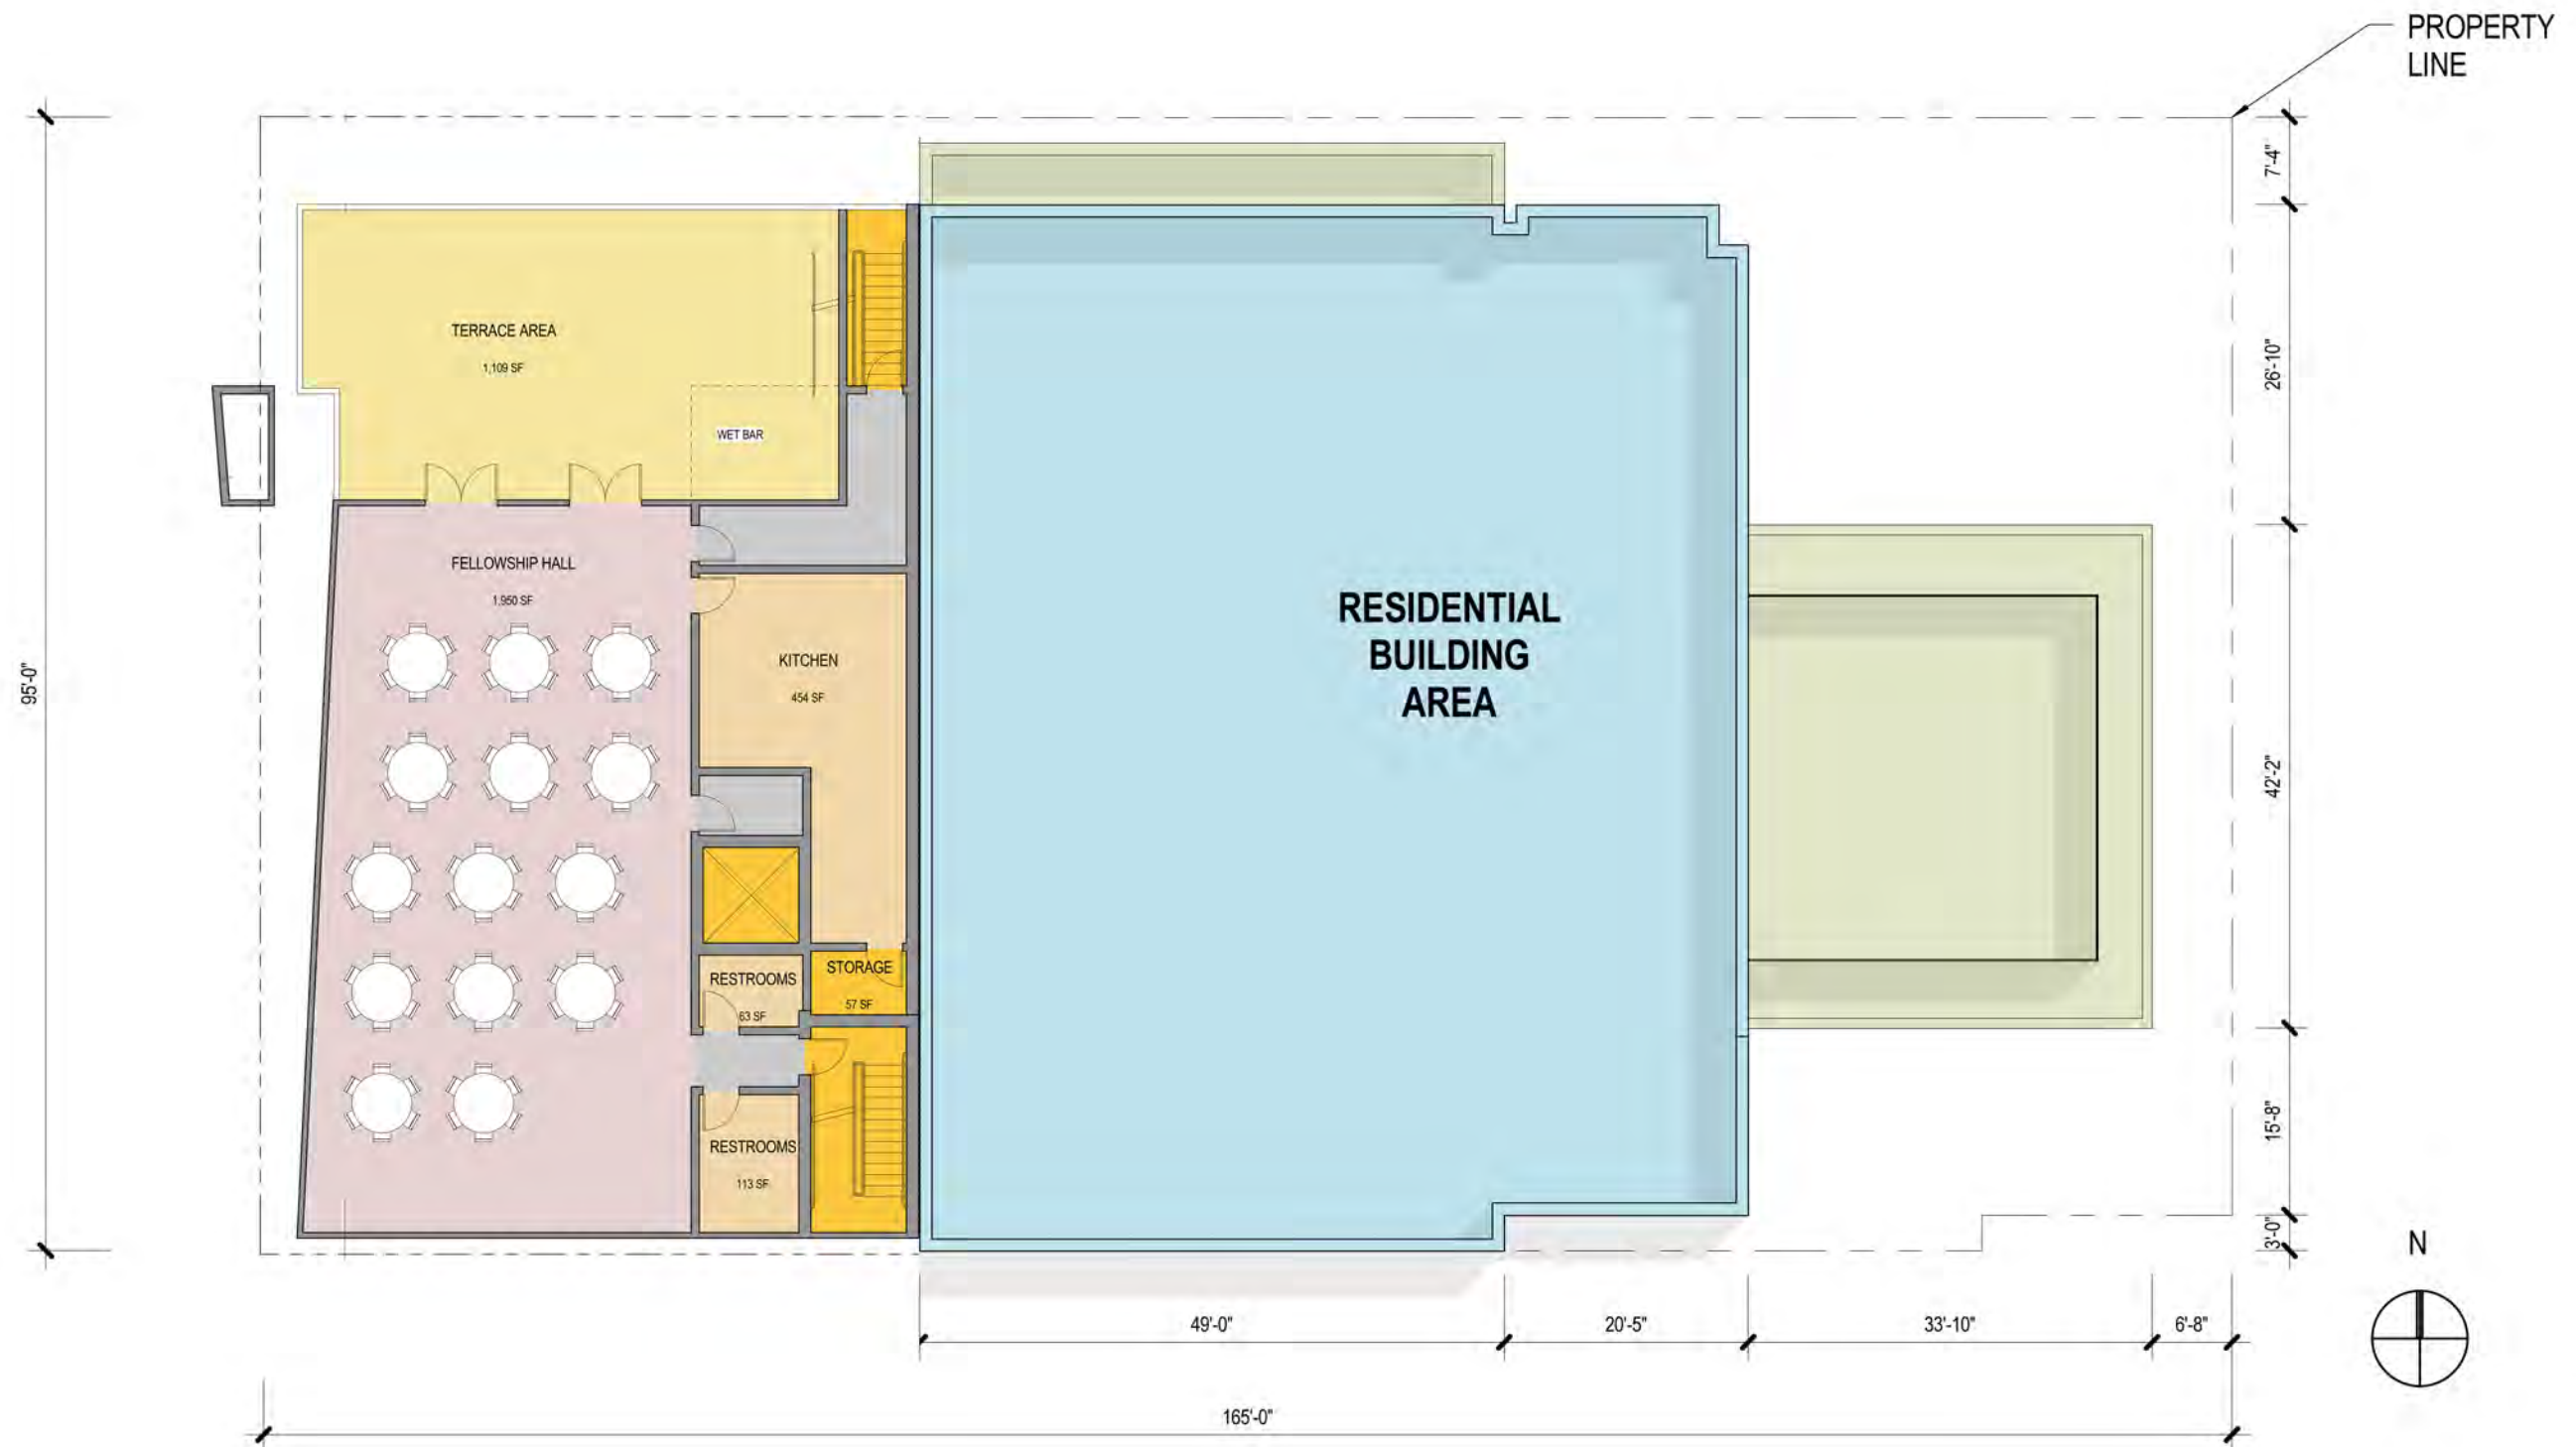 PROPERTY
LINE
7'-4"
TERRACE AREA
1,109 SF
26'-10"
WET BAR
FELLOWSHIP HALL
1,950 SF
RESIDENTIAL
BUILDING
AREA
KITCHEN
454 SF
95'-0"
42'-2"
STORAGE
57 SF
RESTROOMS
63 SF
15'-8"
RESTROOMS
113 SF
3'-0"
N
49'-0"
20'-5"
33'-10"
6'-8"
165'-0"